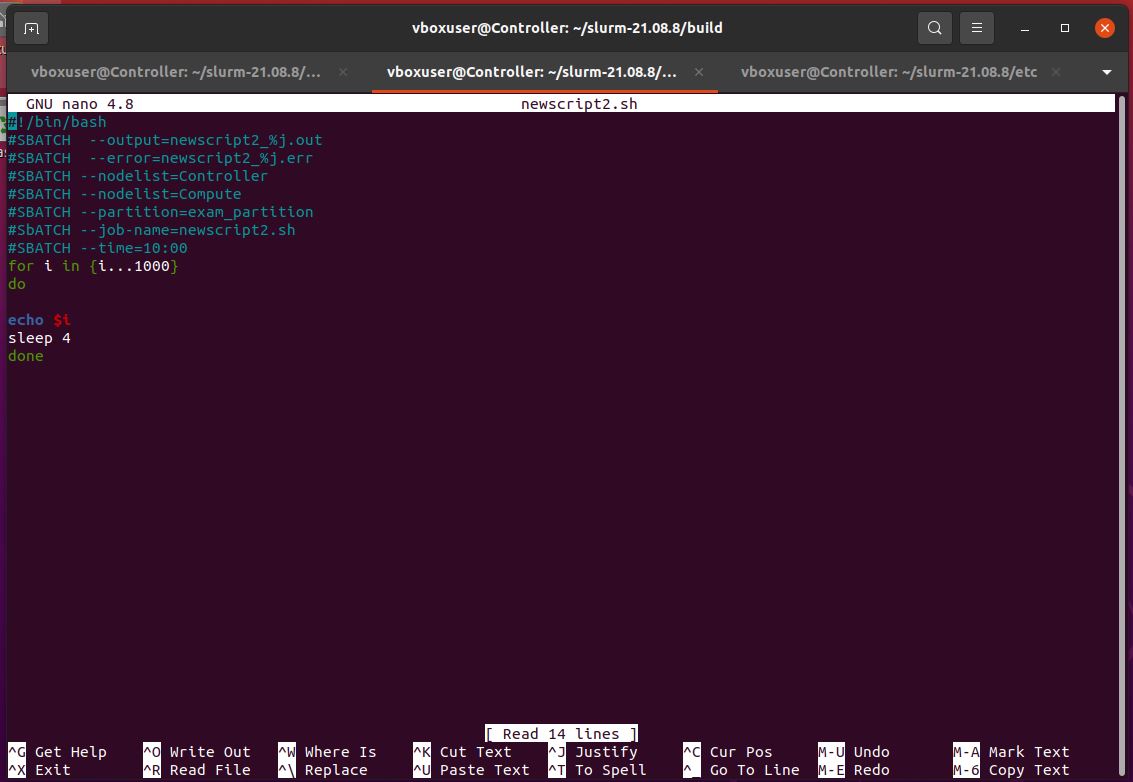 vboxuser@Controller: ~/slurm-21.08.8/build
vboxuser@Controller: ~/slurm-21.08.8/... × vboxuser@Controller: ~/slurm-21.08.8/... × vboxuser@Controller: ~/slurm-21.08.8/etc ×
GNU nano 4.8 newscript2.sh
#!/bin/bash
#SBATCH  --output=newscript2_%j.out
#SBATCH  --error=newscript2_%j.err
#SBATCH --nodelist=Controller
#SBATCH --nodelist=Compute
#SBATCH --partition=exam_partition
#SbATCH --job-name=newscript2.sh
#SBATCH --time=10:00
for i in {i...1000}
do
echo $i
sleep 4
done
[ Read 14 lines ]
^G Get Help ^O Write Out ^W Where Is ^K Cut Text ^J Justify ^C Cur Pos M-U Undo M-A Mark Text
^X Exit ^R Read File ^\ Replace ^U Paste Text ^T To Spell ^_ Go To Line M-E Redo M-6 Copy Text